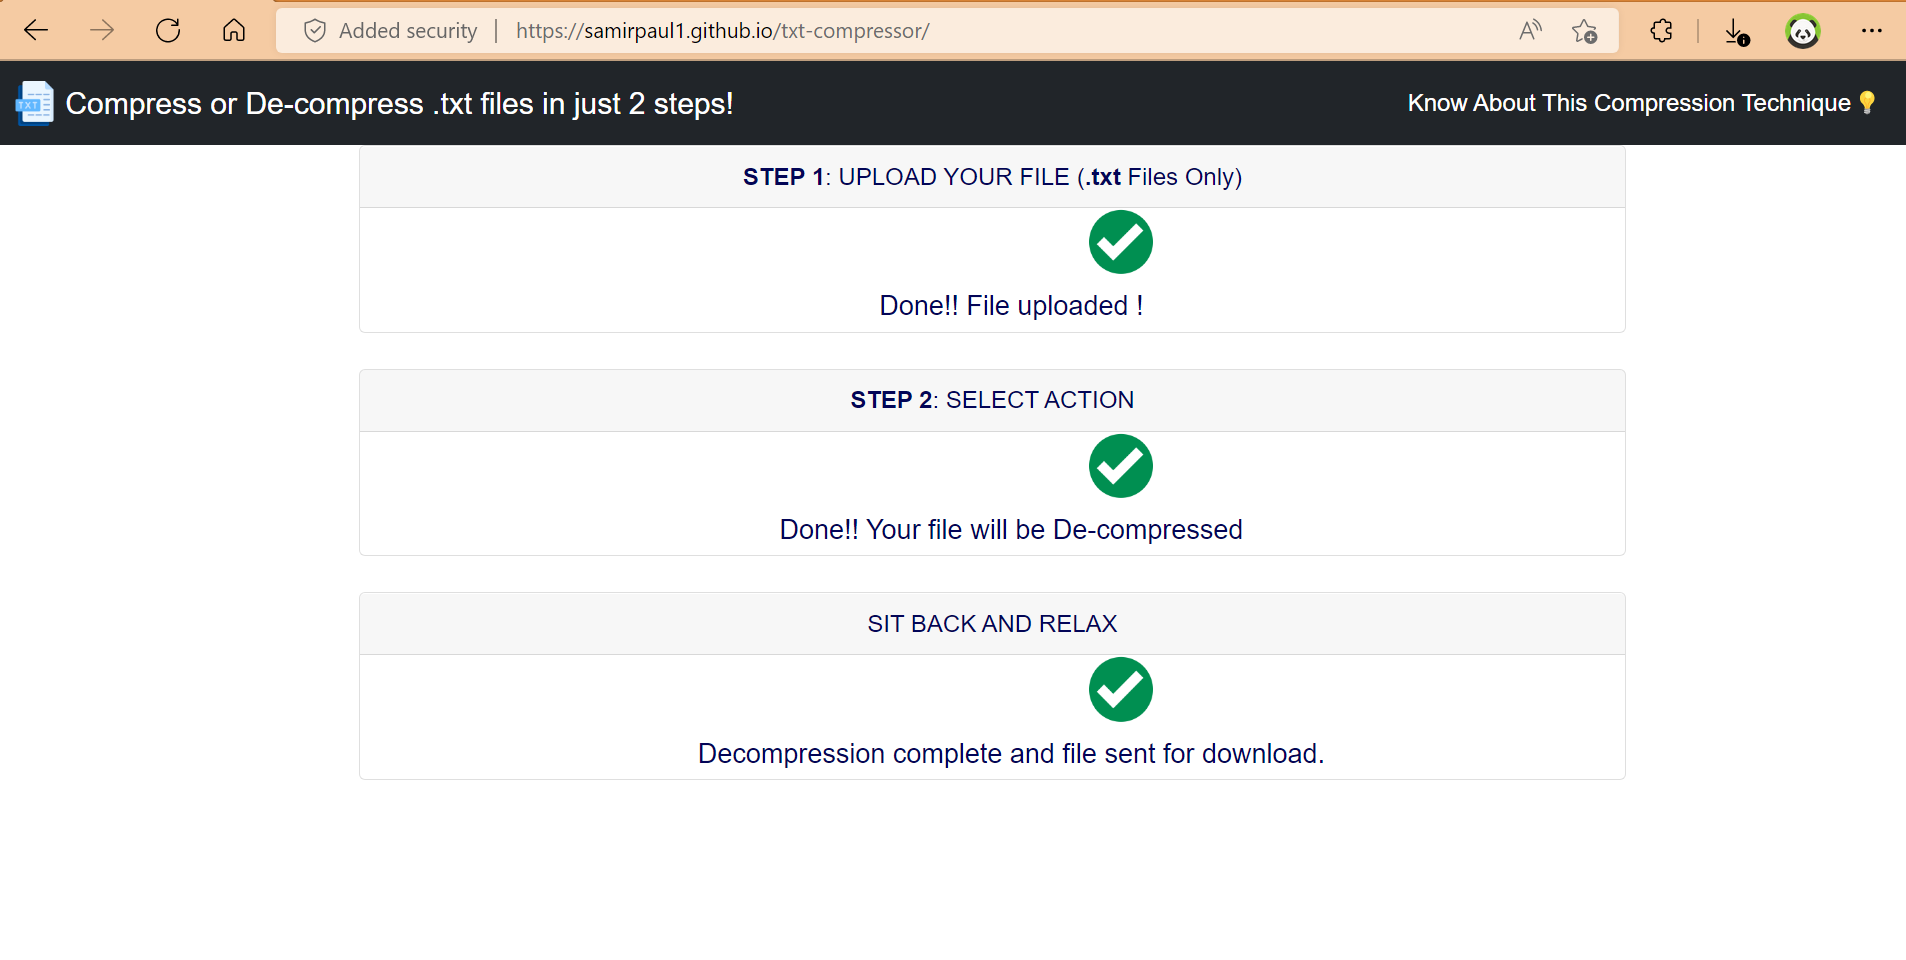 Added security | https://samirpaul1.github.io/txt-compressor/
TXT
Compress or De-compress .txt files in just 2 steps!
Know About This Compression Technique💡
STEP 1: UPLOAD YOUR FILE (.txt Files Only)
Done!! File uploaded !
STEP 2: SELECT ACTION
Done!! Your file will be De-compressed
SIT BACK AND RELAX
Decompression complete and file sent for download.